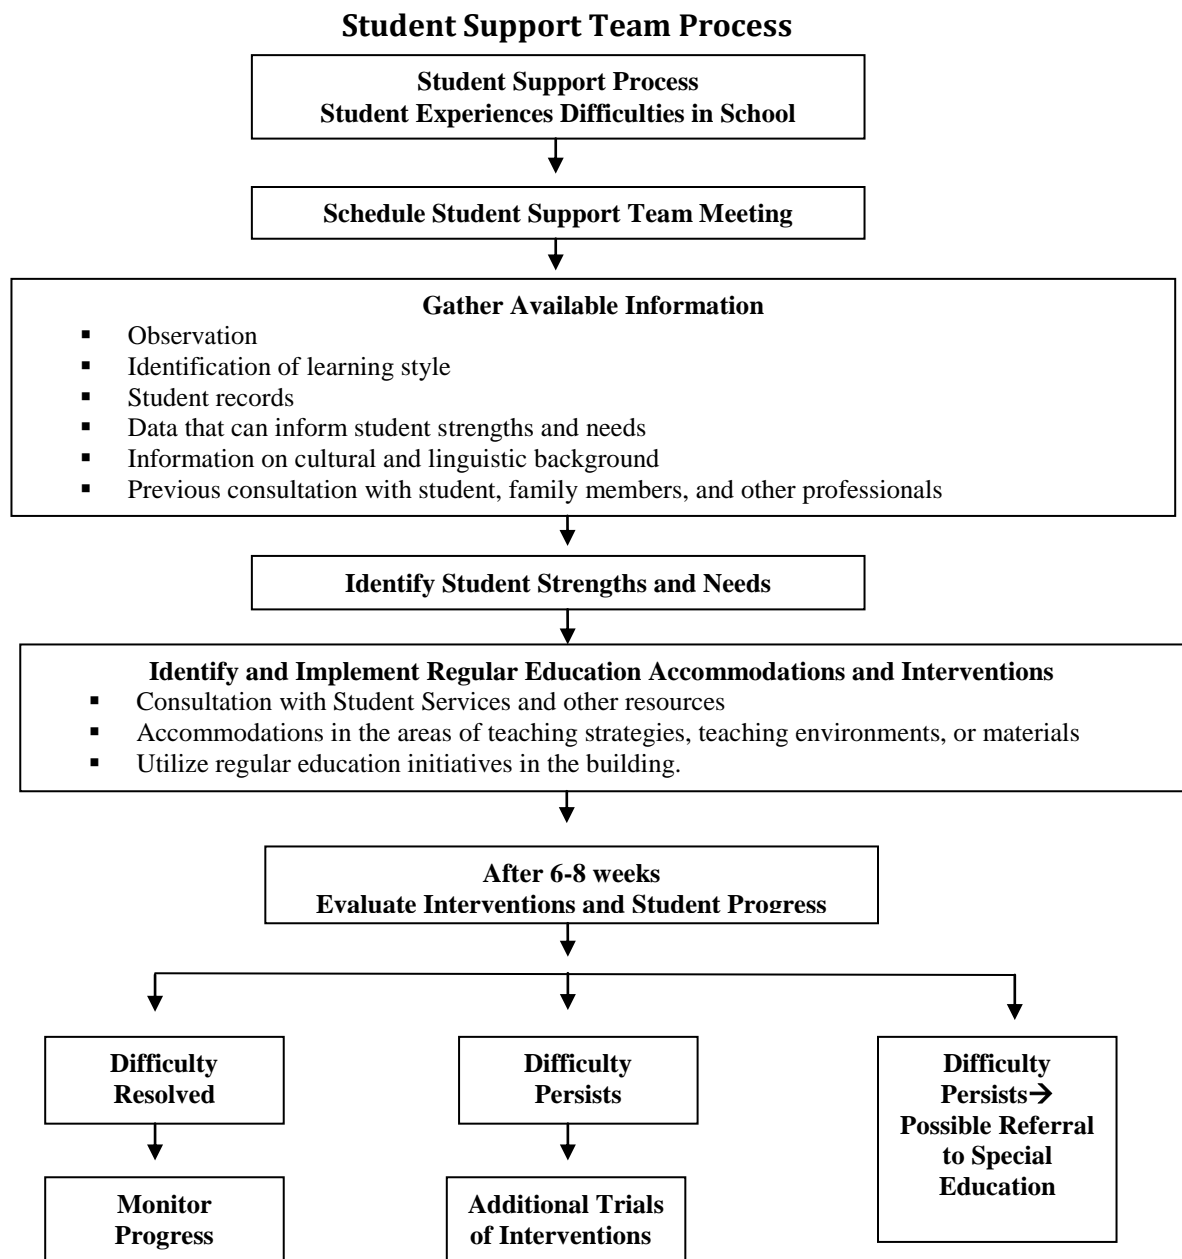 Student Support Team Process
Student Support Process
Student Experiences Difficulties in School
Schedule Student Support Team Meeting
Gather Available Information
▪ Observation
▪ Identification of learning style
▪ Student records
▪ Data that can inform student strengths and needs
▪ Information on cultural and linguistic background
▪ Previous consultation with student, family members, and other professionals
Identify Student Strengths and Needs
Identify and Implement Regular Education Accommodations and Interventions
▪ Consultation with Student Services and other resources
▪ Accommodations in the areas of teaching strategies, teaching environments, or materials
▪ Utilize regular education initiatives in the building.
After 6-8 weeks
Evaluate Interventions and Student Progress
Difficulty
Resolved
Monitor
Progress
Difficulty
Persists
Additional Trials
of Interventions
Difficulty
Persists→
Possible Referral
to Special
Education